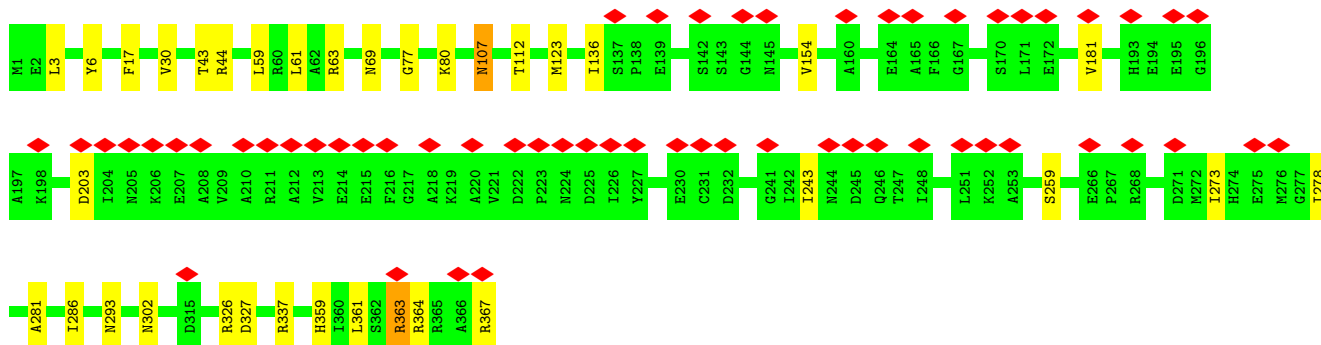 M1 E2 L3 Y6 F17 V30 T43 R44 L59 R60 L61 A62 R63 N69 G77 K80 N107 T112 M123 I136 S137 P138 E139 S142 S143 G144 N145 V154 A160 E164 A165 F166 G167 S170 L171 E172 V181 H193 E194 E195 G196
A197 K198 D203 I204 N205 K206 E207 A208 V209 A210 R211 A212 V213 E214 E215 F216 G217 A218 K219 A220 V221 D222 P223 N224 D225 I226 Y227 E230 C231 D232 G241 I242 I243 N244 D245 Q246 T247 I248 L251 K252 A253 S259 E266 P267 R268 D271 M272 I273 H274 E275 M276 G277 I278
A281 I286 N293 N302 D315 R326 D327 R337 H359 I360 L361 S362 R363 R364 R365 A366 R367